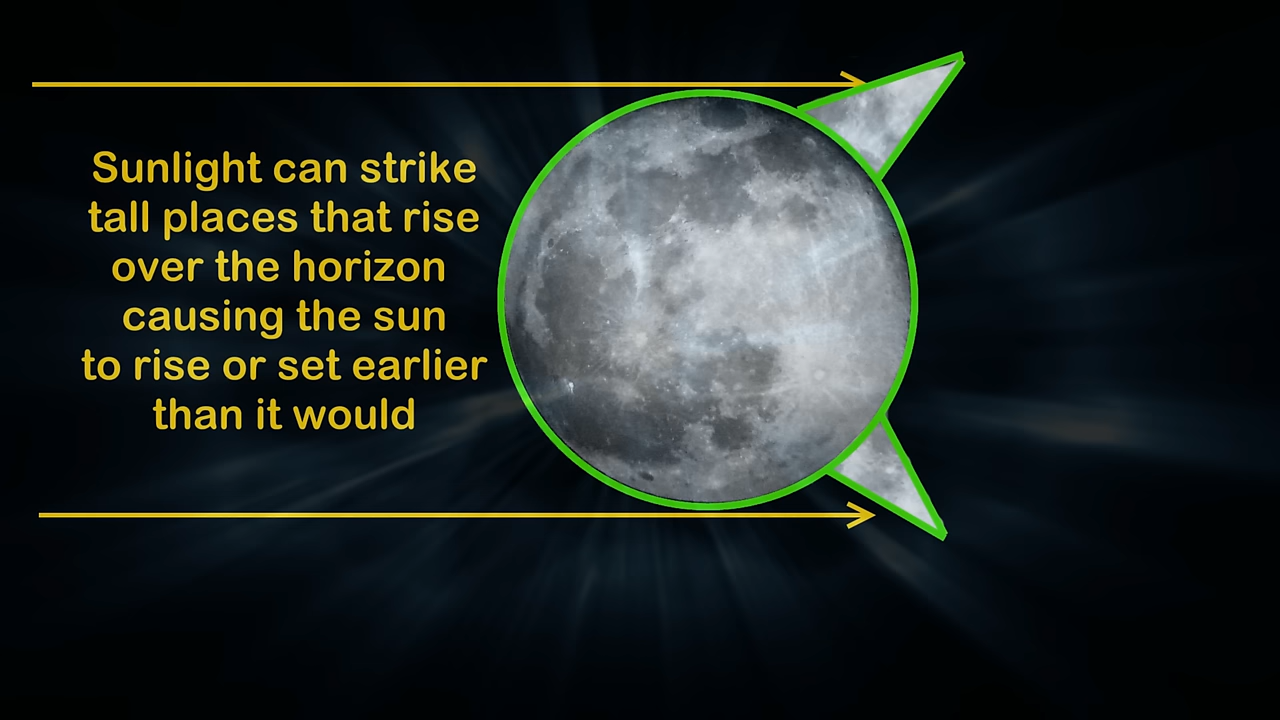 Sunlight can strike
tall places that rise
over the horizon
causing the sun
to rise or set earlier
than it would